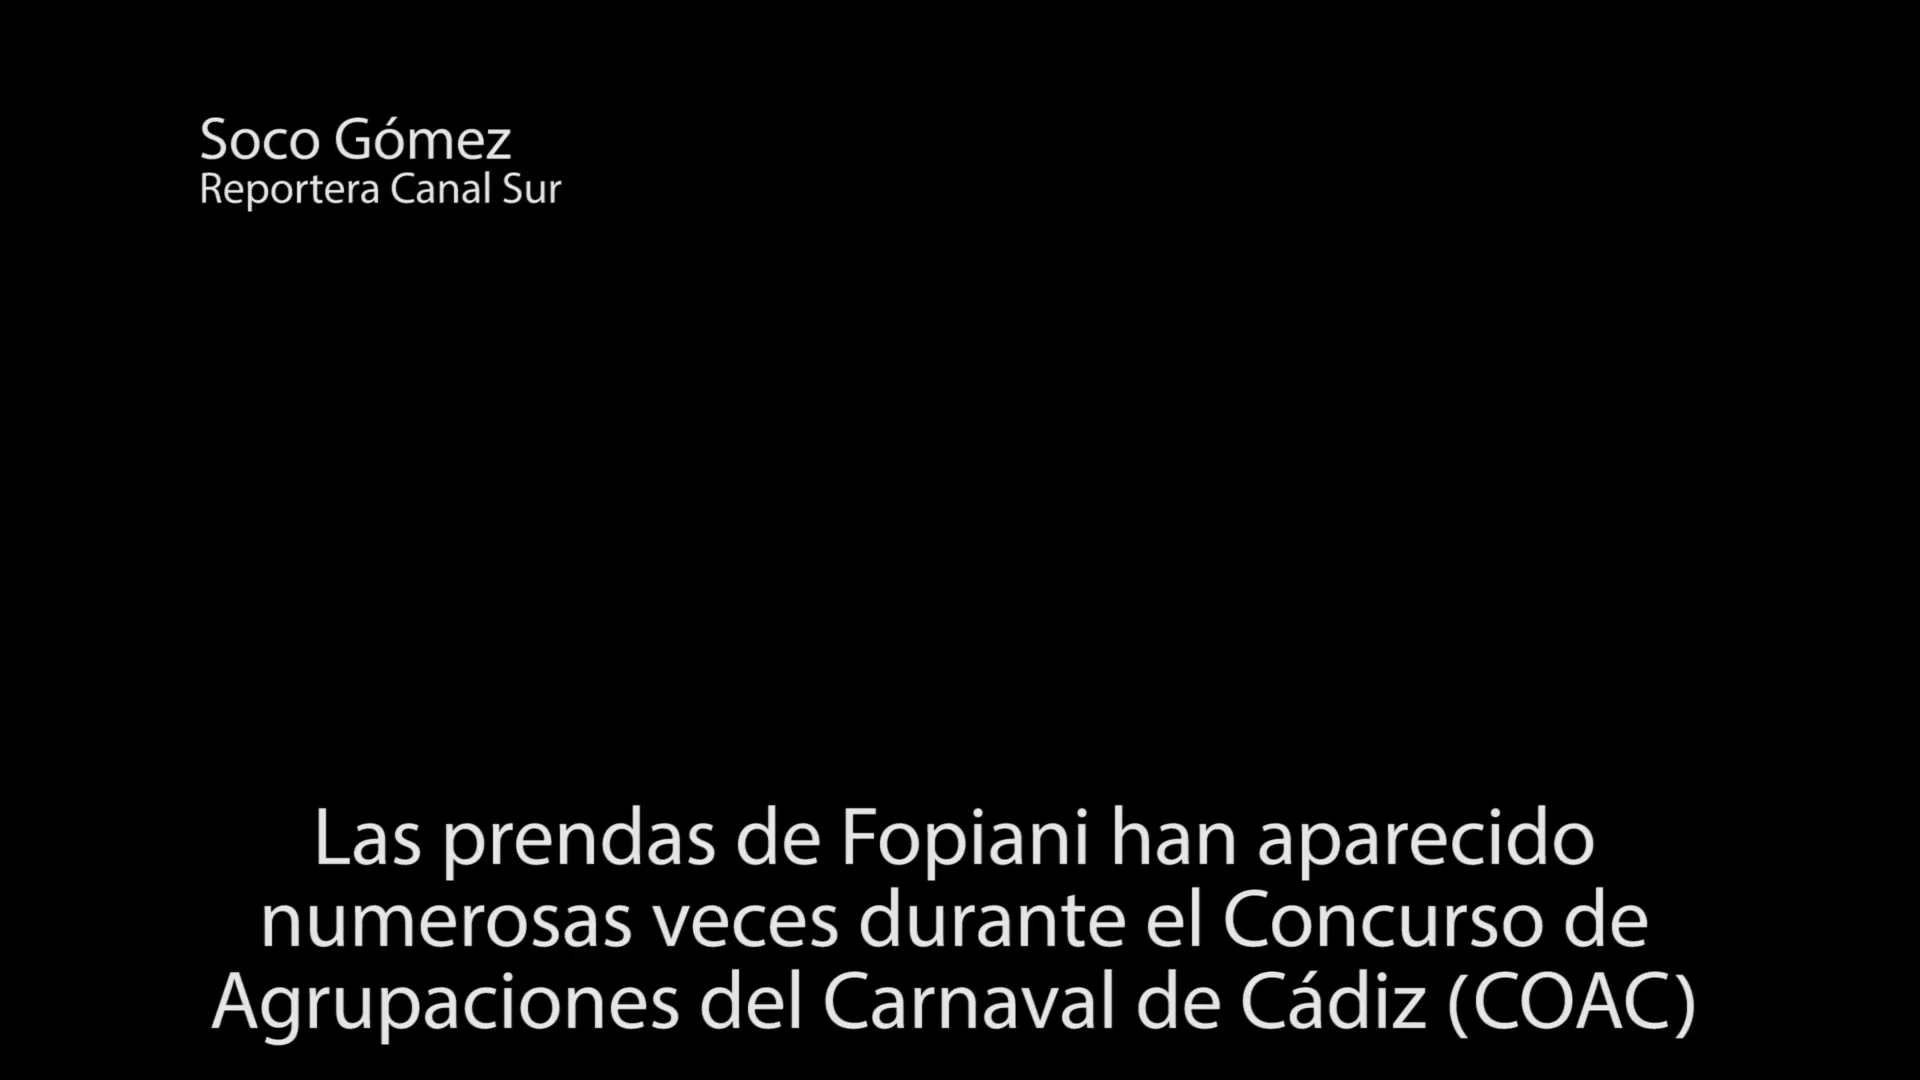 Soco Gómez
Reportera Canal Sur
Las prendas de Fopiani han aparecido
numerosas veces durante el Concurso de
Agrupaciones del Carnaval de Cádiz (COAC)